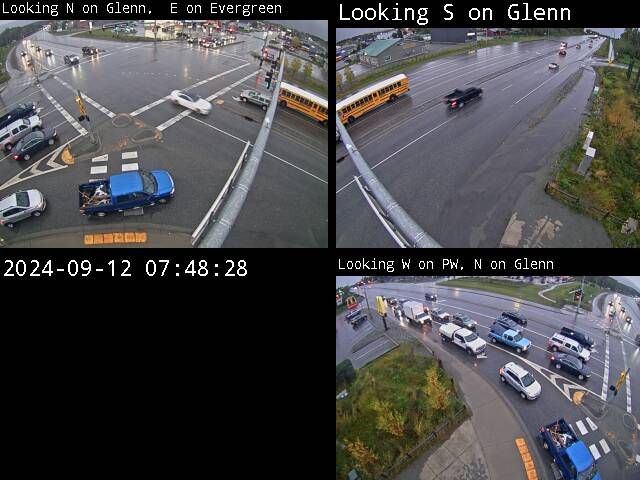 Looking N on Glenn,  E on Evergreen
Looking S on Glenn
2024-09-12 07:48:28
Looking W on PW, N on Glenn